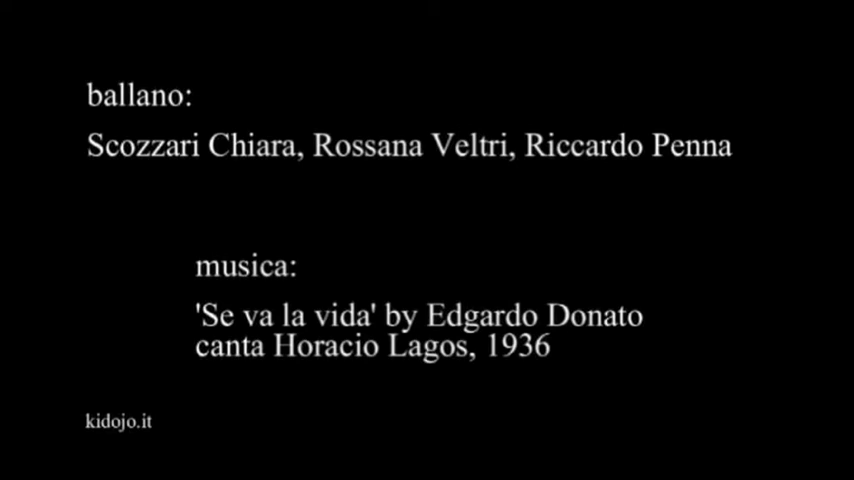 ballano:
Scozzari Chiara, Rossana Veltri, Riccardo Penna
musica:
'Se va la vida' by Edgardo Donato
canta Horacio Lagos, 1936
kidojo.it